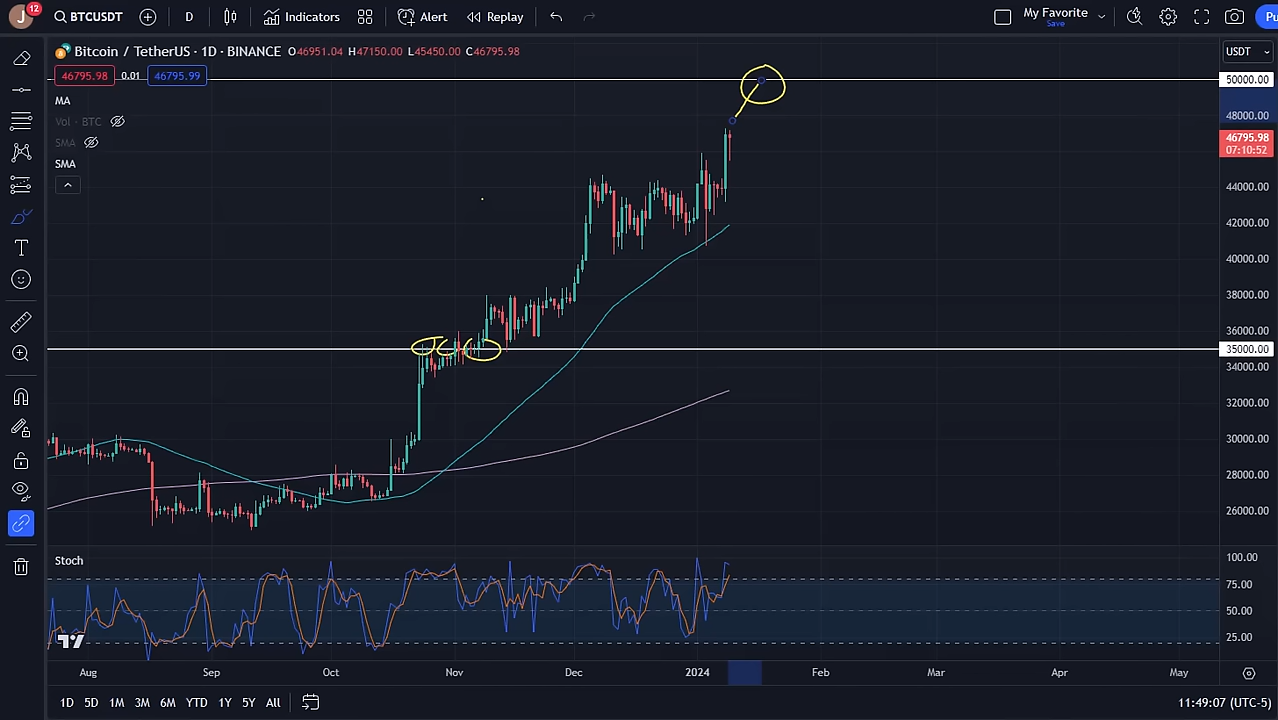 J 12 BTCUSDT D Indicators Alert Replay My Favorite Save Pu
Bitcoin / TetherUS · 1D · BINANCE O46951.04 H47150.00 L45450.00 C46795.98 USDT
46795.98 0.01 46795.99
MA
Vol · BTC
SMA
SMA
50000.00
48000.00
46795.98
07:10:52
44000.00
42000.00
40000.00
38000.00
36000.00
35000.00
34000.00
32000.00
30000.00
28000.00
26000.00
Stoch
100.00
75.00
50.00
25.00
Aug Sep Oct Nov Dec 2024 Feb Mar Apr May
1D 5D 1M 3M 6M YTD 1Y 5Y All 11:49:07 (UTC-5)